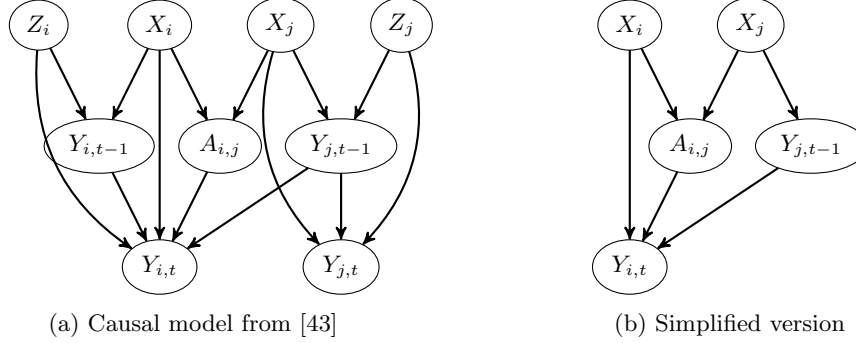 Z_i X_i X_j Z_j X_i X_j
Y_{i,t−1} A_{i,j} Y_{j,t−1} A_{i,j} Y_{j,t−1}
Y_{i,t} Y_{j,t} Y_{i,t}
(a) Causal model from [43] (b) Simplified version